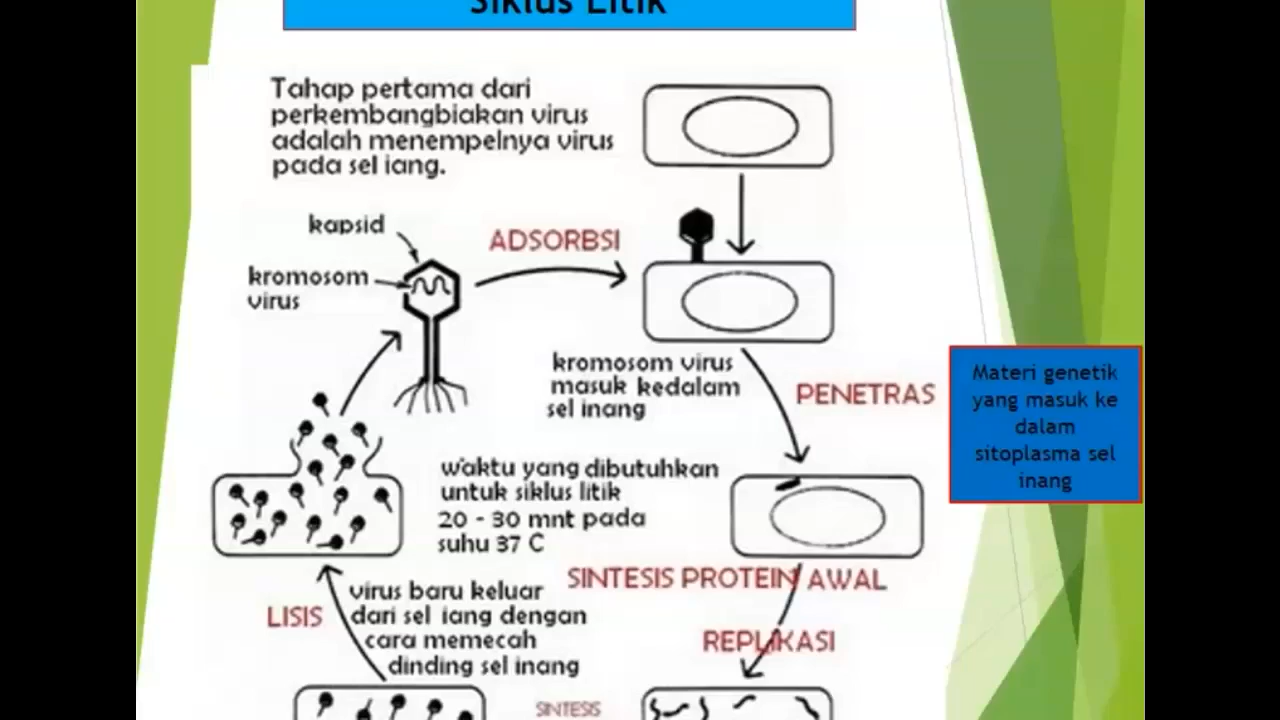 Siklus Litik
Tahap pertama dari
perkembangbiakan virus
adalah menempelnya virus
pada sel iang.
kapsid
ADSORBSI
kromosom
virus
kromosom virus
masuk kedalam
sel inang
PENETRAS
Materi genetik
yang masuk ke
dalam
sitoplasma sel
inang
waktu yang dibutuhkan
untuk siklus litik
20 - 30 mnt pada
suhu 37 C
SINTESIS PROTEIN AWAL
REPLIKASI
LISIS
virus baru keluar
dari sel iang dengan
cara memecah
dinding sel inang
SINTESIS